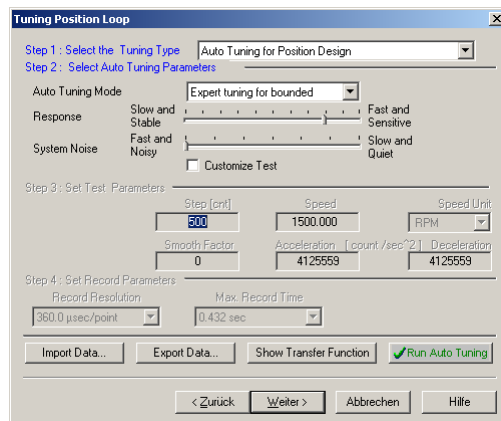 Tuning Position Loop
Step 1 : Select the Tuning Type Auto Tuning for Position Design
Step 2 : Select Auto Tuning Parameters
Auto Tuning Mode Expert tuning for bounded
Response Slow and Stable Fast and Sensitive
System Noise Fast and Noisy Slow and Quiet
Customize Test
Step 3 : Set Test Parameters
Step [cnt] Speed Speed Unit
500 1500.000 RPM
Smooth Factor Acceleration [ count /sec^2 ] Deceleration
0 4125559 4125559
Step 4 : Set Record Parameters
Record Resolution Max. Record Time
360.0 µsec/point 0.432 sec
Import Data... Export Data... Show Transfer Function Run Auto Tuning
< Zurück Weiter > Abbrechen Hilfe